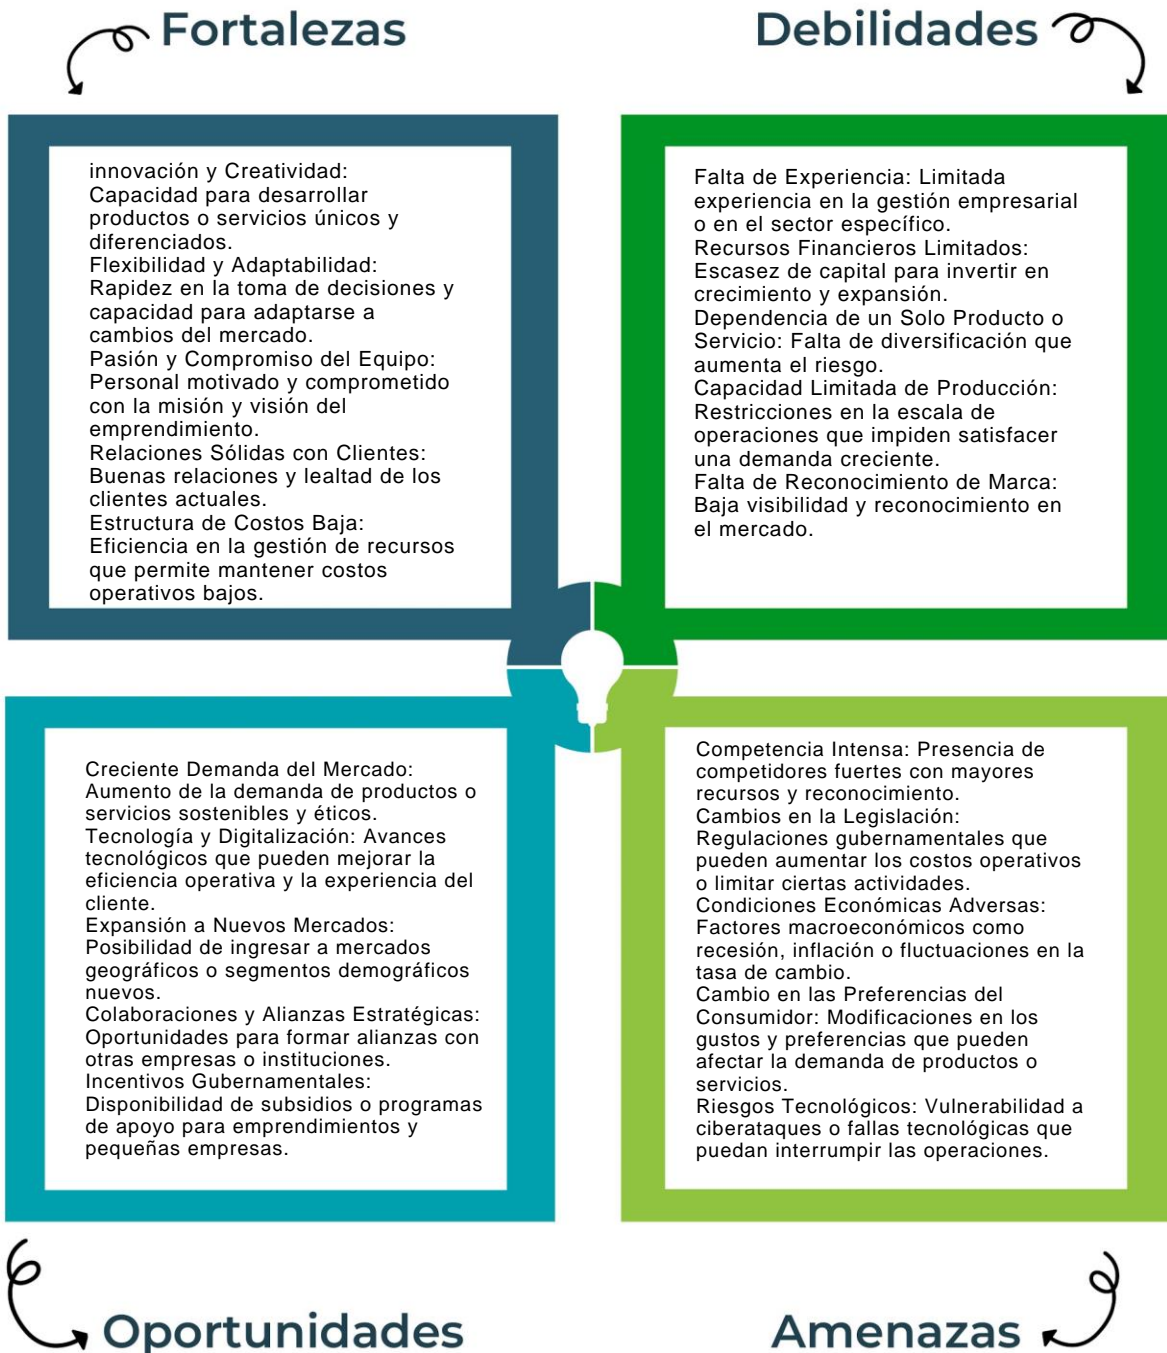 Fortalezas
innovación y Creatividad:
Capacidad para desarrollar
productos o servicios únicos y
diferenciados.
Flexibilidad y Adaptabilidad:
Rapidez en la toma de decisiones y
capacidad para adaptarse a
cambios del mercado.
Pasión y Compromiso del Equipo:
Personal motivado y comprometido
con la misión y visión del
emprendimiento.
Relaciones Sólidas con Clientes:
Buenas relaciones y lealtad de los
clientes actuales.
Estructura de Costos Baja:
Eficiencia en la gestión de recursos
que permite mantener costos
operativos bajos.
Debilidades
Falta de Experiencia: Limitada
experiencia en la gestión empresarial
o en el sector específico.
Recursos Financieros Limitados:
Escasez de capital para invertir en
crecimiento y expansión.
Dependencia de un Solo Producto o
Servicio: Falta de diversificación que
aumenta el riesgo.
Capacidad Limitada de Producción:
Restricciones en la escala de
operaciones que impiden satisfacer
una demanda creciente.
Falta de Reconocimiento de Marca:
Baja visibilidad y reconocimiento en
el mercado.
Creciente Demanda del Mercado:
Aumento de la demanda de productos o
servicios sostenibles y éticos.
Tecnología y Digitalización: Avances
tecnológicos que pueden mejorar la
eficiencia operativa y la experiencia del
cliente.
Expansión a Nuevos Mercados:
Posibilidad de ingresar a mercados
geográficos o segmentos demográficos
nuevos.
Colaboraciones y Alianzas Estratégicas:
Oportunidades para formar alianzas con
otras empresas o instituciones.
Incentivos Gubernamentales:
Disponibilidad de subsidios o programas
de apoyo para emprendimientos y
pequeñas empresas.
Oportunidades
Competencia Intensa: Presencia de
competidores fuertes con mayores
recursos y reconocimiento.
Cambios en la Legislación:
Regulaciones gubernamentales que
pueden aumentar los costos operativos
o limitar ciertas actividades.
Condiciones Económicas Adversas:
Factores macroeconómicos como
recesión, inflación o fluctuaciones en la
tasa de cambio.
Cambio en las Preferencias del
Consumidor: Modificaciones en los
gustos y preferencias que pueden
afectar la demanda de productos o
servicios.
Riesgos Tecnológicos: Vulnerabilidad a
ciberataques o fallas tecnológicas que
puedan interrumpir las operaciones.
Amenazas